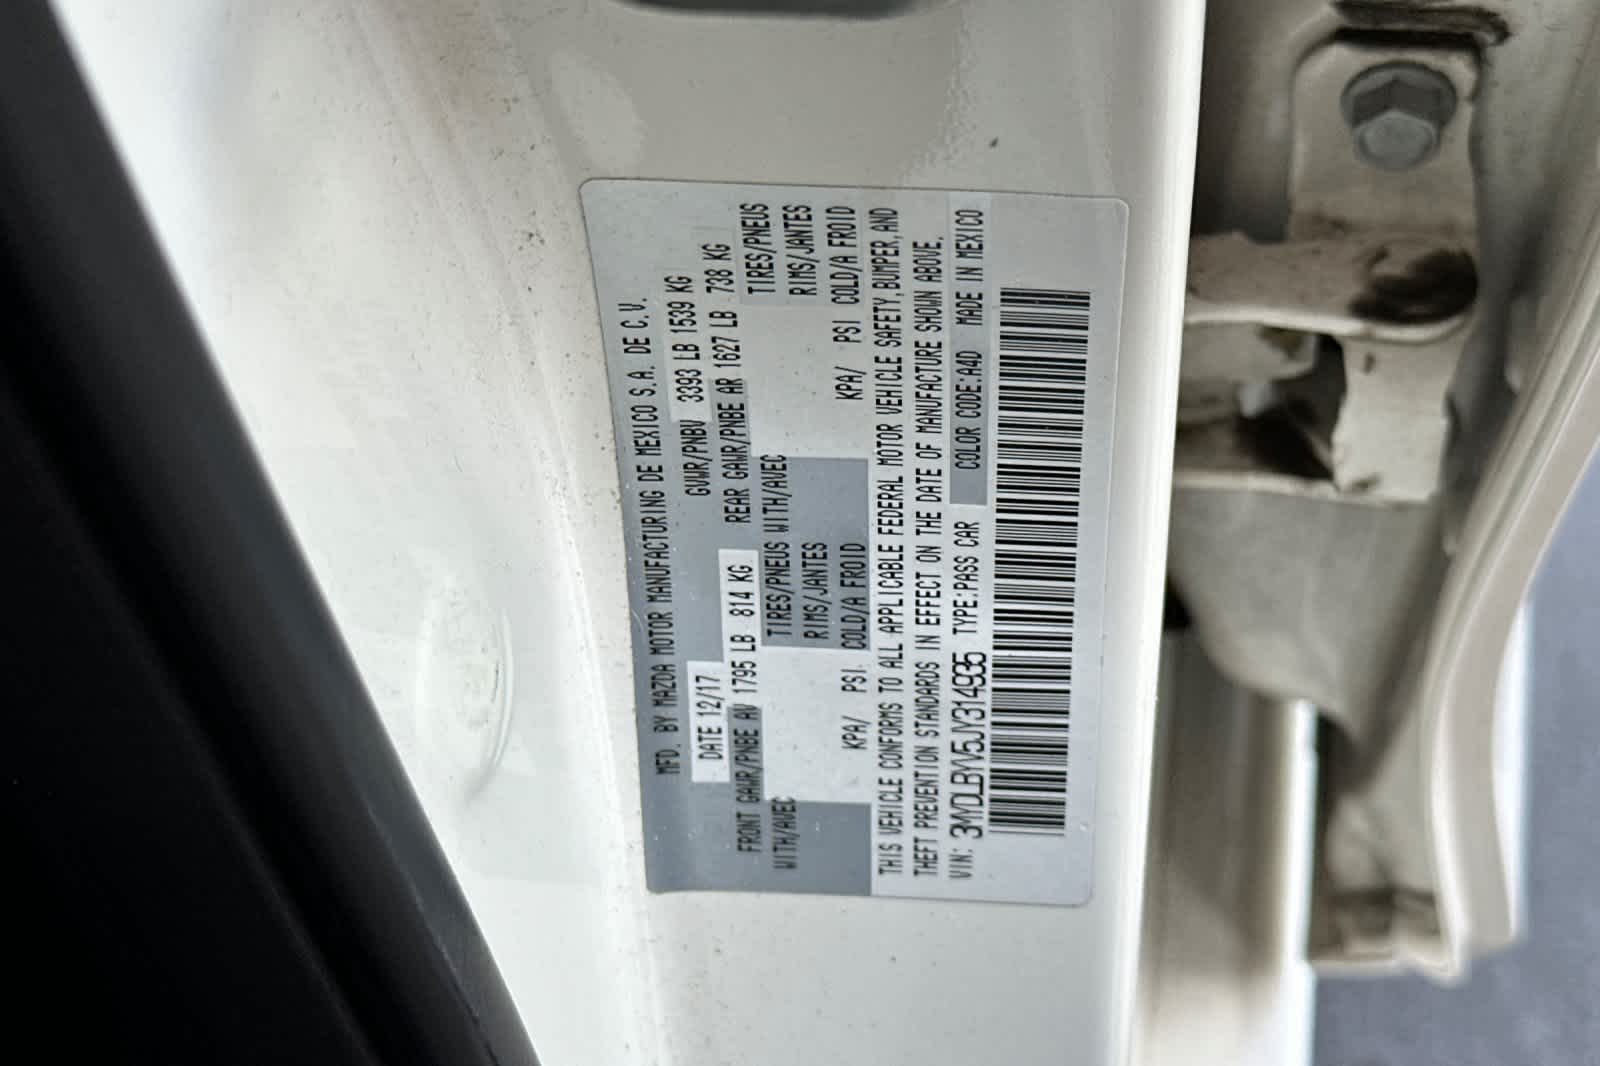 MFD. BY MAZDA MOTOR MANUFACTURING DE MEXICO S.A. DE C.V.
DATE 12/17 GVWR/PNBV 3393 LB 1539 KG
FRONT GAWR/PNBE AV 1795 LB 814 KG REAR GAWR/PNBE AR 1627 LB 738 KG
WITH/AVEC TIRES/PNEUS WITH/AVEC TIRES/PNEUS
RIMS/JANTES RIMS/JANTES
KPA/ PSI COLD/A FROID KPA/ PSI COLD/A FROID
THIS VEHICLE CONFORMS TO ALL APPLICABLE FEDERAL MOTOR VEHICLE SAFETY, BUMPER, AND
THEFT PREVENTION STANDARDS IN EFFECT ON THE DATE OF MANUFACTURE SHOWN ABOVE.
VIN: 3MYDLBYV5JY314935 TYPE:PASS CAR COLOR CODE:A4D MADE IN MEXICO